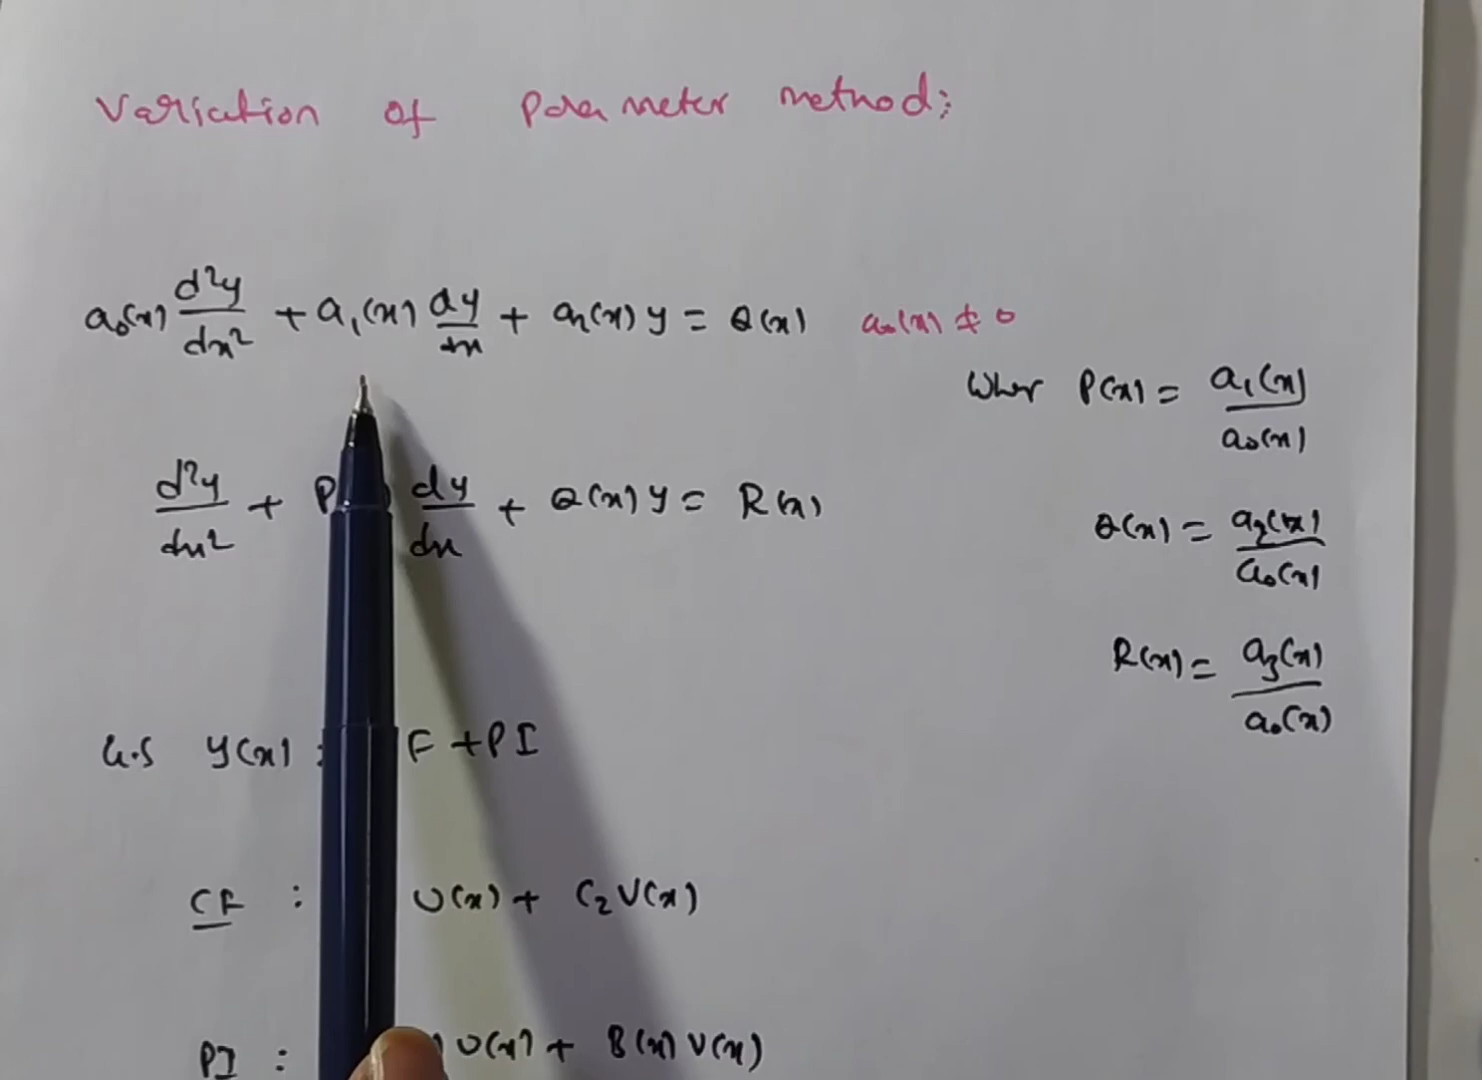 Variation of Parameter method:
a₀(x) d²y/dx² + a₁(x) dy/dx + a₂(x) y = Q(x) a₀(x) ≠ 0
Where P(x) = a₁(x)/a₀(x)
d²y/dx² + P dy/dx + Q(x) y = R(x)
Q(x) = a₂(x)/a₀(x)
R(x) = a₃(x)/a₀(x)
G.S y(x) : F + PI
CF : U(x) + C₂ V(x)
PI : U(x) + B(x) V(x)